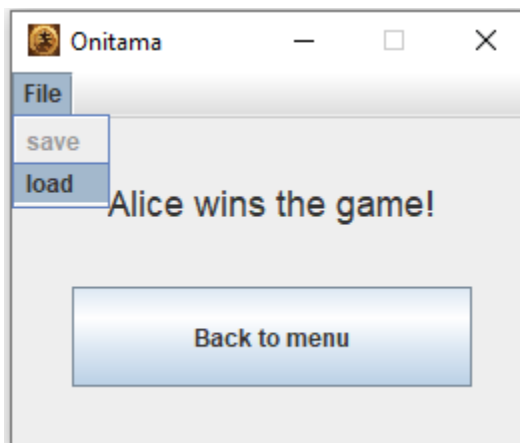 Onitama
File
save
load
Alice wins the game!
Back to menu